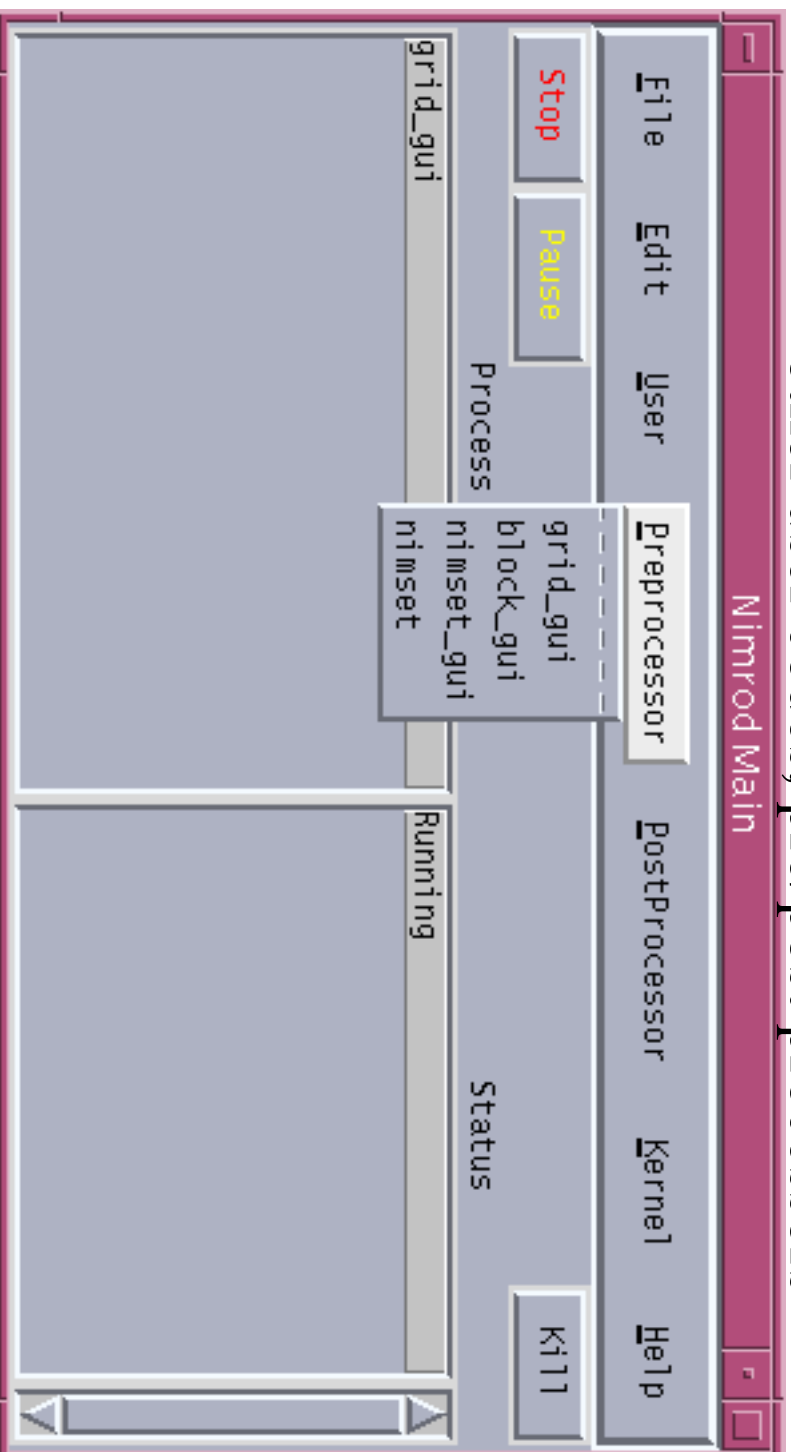 Nimrod Main
File Edit User Preprocessor PostProcessor Kernel Help
Stop Pause Kill
grid_gui
block_gui
nimset_gui
nimset
Process Status
grid_gui Running